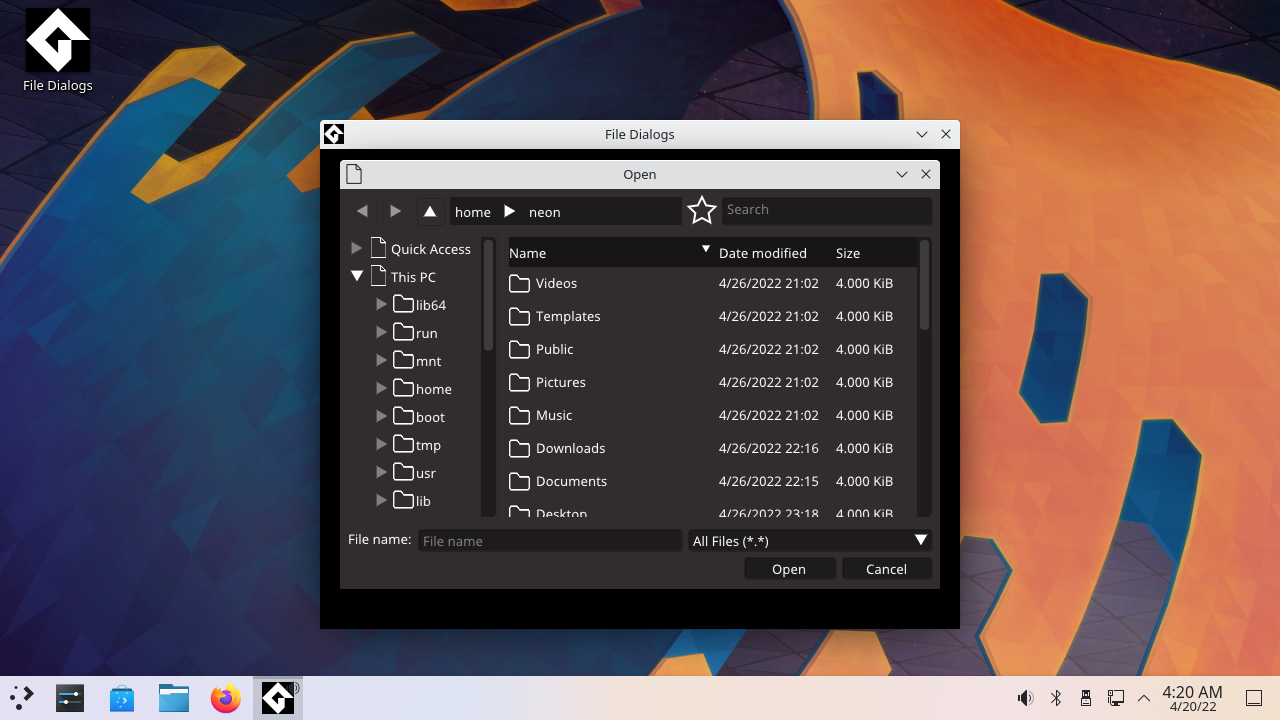 File Dialogs
File Dialogs
Open
home neon Search
Quick Access
This PC
lib64
run
mnt
home
boot
tmp
usr
lib
Name Date modified Size
Videos 4/26/2022 21:02 4.000 KiB
Templates 4/26/2022 21:02 4.000 KiB
Public 4/26/2022 21:02 4.000 KiB
Pictures 4/26/2022 21:02 4.000 KiB
Music 4/26/2022 21:02 4.000 KiB
Downloads 4/26/2022 22:16 4.000 KiB
Documents 4/26/2022 22:15 4.000 KiB
Desktop 4/26/2022 23:18 4.000 KiB
File name: File name All Files (*.*)
Open Cancel
4:20 AM
4/20/22